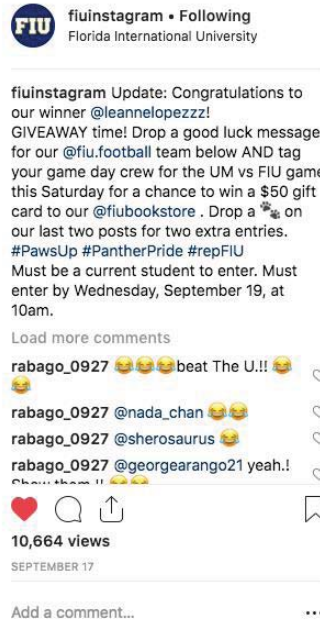 FIU
fiuinstagram • Following
Florida International University
fiuinstagram Update: Congratulations to
our winner @leannelopezzz!
GIVEAWAY time! Drop a good luck message
for our @fiu.football team below AND tag
your game day crew for the UM vs FIU game
this Saturday for a chance to win a $50 gift
card to our @fiubookstore . Drop a 🐾 on
our last two posts for two extra entries.
#PawsUp #PantherPride #repFIU
Must be a current student to enter. Must
enter by Wednesday, September 19, at
10am.
Load more comments
rabago_0927 😂😂😂beat The U.!! 😂
😂
rabago_0927 @nada_chan 😂😂
rabago_0927 @sherosaurus 😂
rabago_0927 @georgearango21 yeah.!
Show them !! 😂😂
10,664 views
SEPTEMBER 17
Add a comment...